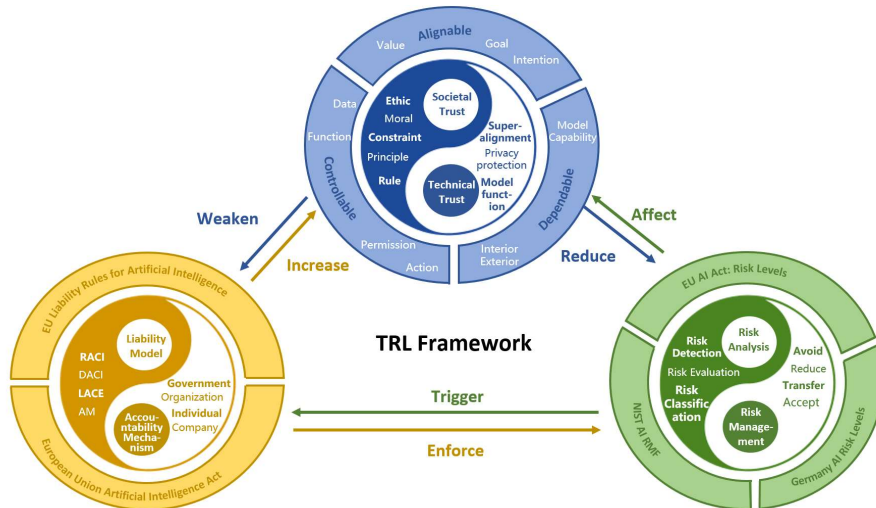 Alignable
Value
Goal
Intention
Data
Function
Controllable
Permission
Action
Model
Capability
Dependable
Interior
Exterior
Ethic
Moral
Constraint
Principle
Rule
Societal
Trust
Super-
alignment
Privacy
protection
Technical
Trust
Model
funct-
ion
Weaken
Increase
Affect
Reduce
TRL Framework
Trigger
Enforce
EU Liability Rules for Artificial Intelligence
European Union Artificial Intelligence Act
RACI
DACI
LACE
AM
Liability
Model
Government
Organization
Individual
Company
Accou-
ntability
Mecha-
nism
EU AI Act: Risk Levels
NIST AI RMF
Germany AI Risk Levels
Risk
Detection
Risk Evaluation
Risk
Classific
ation
Risk
Analysis
Avoid
Reduce
Transfer
Accept
Risk
Manage-
ment